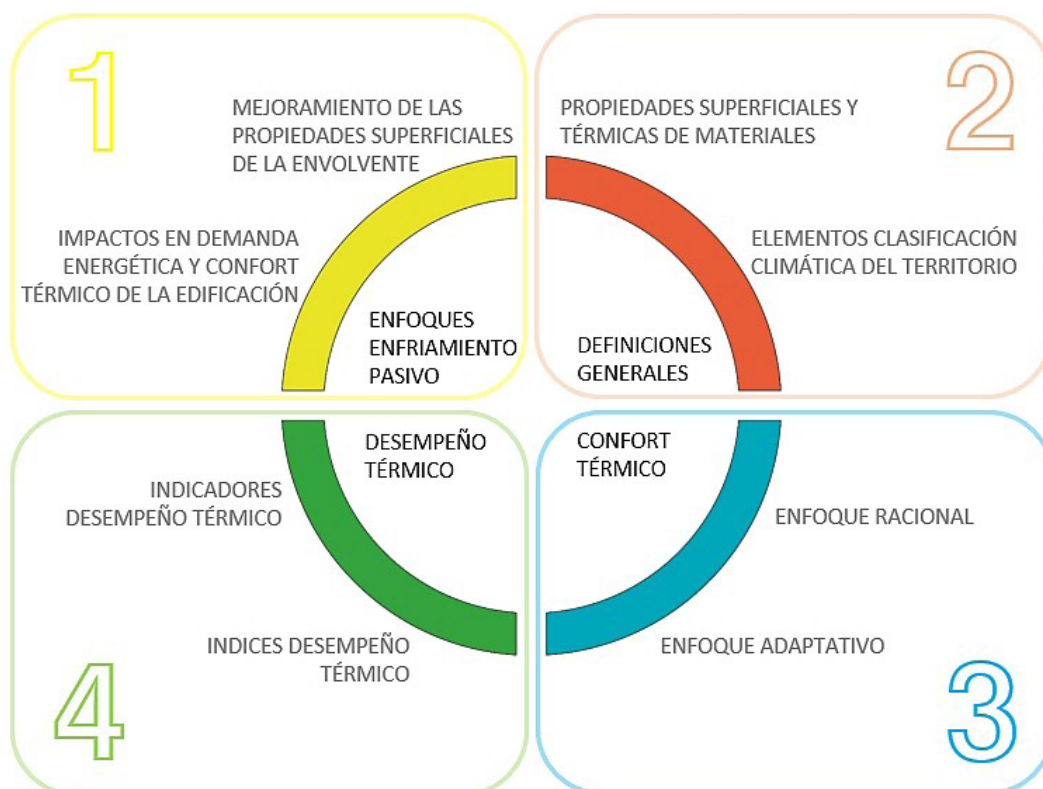 1
MEJORAMIENTO DE LAS
PROPIEDADES SUPERFICIALES
DE LA ENVOLVENTE
IMPACTOS EN DEMANDA
ENERGÉTICA Y CONFORT
TÉRMICO DE LA EDIFICACIÓN
ENFOQUES
ENFRIAMIENTO
PASIVO
2
PROPIEDADES SUPERFICIALES Y
TÉRMICAS DE MATERIALES
ELEMENTOS CLASIFICACIÓN
CLIMÁTICA DEL TERRITORIO
DEFINICIONES
GENERALES
CONFORT
TÉRMICO
ENFOQUE RACIONAL
ENFOQUE ADAPTATIVO
3
DESEMPEÑO
TÉRMICO
INDICADORES
DESEMPEÑO TÉRMICO
INDICES DESEMPEÑO
TÉRMICO
4